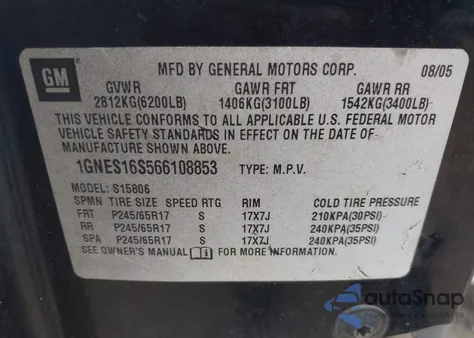 GM
MFD BY GENERAL MOTORS CORP. 08/05
GVWR GAWR FRT GAWR RR
2812KG(6200LB) 1406KG(3100LB) 1542KG(3400LB)
THIS VEHICLE CONFORMS TO ALL APPLICABLE U.S. FEDERAL MOTOR
VEHICLE SAFETY STANDARDS IN EFFECT ON THE DATE OF
MANUFACTURE SHOWN ABOVE.
1GNES16S566108853 TYPE: M.P.V.
MODEL: S15806
SPMN TIRE SIZE SPEED RTG RIM COLD TIRE PRESSURE
FRT P245/65R17 S 17X7J 210KPA(30PSI)
RR P245/65R17 S 17X7J 240KPA(35PSI)
SPA P245/65R17 S 17X7J 240KPA(35PSI)
SEE OWNER'S MANUAL FOR MORE INFORMATION.
autoSnap